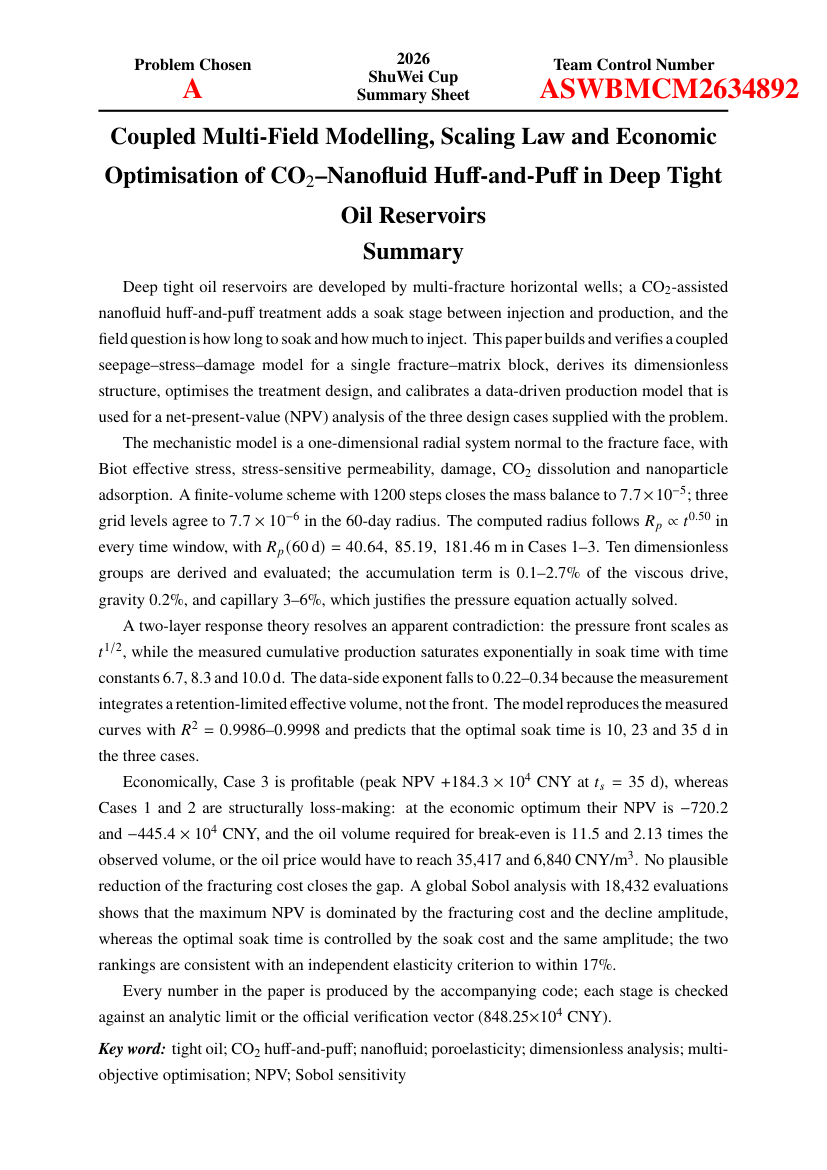 Problem Chosen
A
2026
ShuWei Cup
Summary Sheet
Team Control Number
ASWBMCM2634892
Coupled Multi-Field Modelling, Scaling Law and Economic
Optimisation of CO₂–Nanofluid Huff-and-Puff in Deep Tight
Oil Reservoirs
Summary
Deep tight oil reservoirs are developed by multi-fracture horizontal wells; a CO₂-assisted
nanofluid huff-and-puff treatment adds a soak stage between injection and production, and the
field question is how long to soak and how much to inject. This paper builds and verifies a coupled
seepage–stress–damage model for a single fracture–matrix block, derives its dimensionless
structure, optimises the treatment design, and calibrates a data-driven production model that is
used for a net-present-value (NPV) analysis of the three design cases supplied with the problem.
The mechanistic model is a one-dimensional radial system normal to the fracture face, with
Biot effective stress, stress-sensitive permeability, damage, CO₂ dissolution and nanoparticle
adsorption. A finite-volume scheme with 1200 steps closes the mass balance to 7.7 × 10⁻⁵; three
grid levels agree to 7.7 × 10⁻⁶ in the 60-day radius. The computed radius follows Rₚ ∝ t⁰·⁵⁰ in
every time window, with Rₚ(60 d) = 40.64, 85.19, 181.46 m in Cases 1–3. Ten dimensionless
groups are derived and evaluated; the accumulation term is 0.1–2.7% of the viscous drive,
gravity 0.2%, and capillary 3–6%, which justifies the pressure equation actually solved.
A two-layer response theory resolves an apparent contradiction: the pressure front scales as
t¹ᐟ², while the measured cumulative production saturates exponentially in soak time with time
constants 6.7, 8.3 and 10.0 d. The data-side exponent falls to 0.22–0.34 because the measurement
integrates a retention-limited effective volume, not the front. The model reproduces the measured
curves with R² = 0.9986–0.9998 and predicts that the optimal soak time is 10, 23 and 35 d in
the three cases.
Economically, Case 3 is profitable (peak NPV +184.3 × 10⁴ CNY at tₛ = 35 d), whereas
Cases 1 and 2 are structurally loss-making: at the economic optimum their NPV is −720.2
and −445.4 × 10⁴ CNY, and the oil volume required for break-even is 11.5 and 2.13 times the
observed volume, or the oil price would have to reach 35,417 and 6,840 CNY/m³. No plausible
reduction of the fracturing cost closes the gap. A global Sobol analysis with 18,432 evaluations
shows that the maximum NPV is dominated by the fracturing cost and the decline amplitude,
whereas the optimal soak time is controlled by the soak cost and the same amplitude; the two
rankings are consistent with an independent elasticity criterion to within 17%.
Every number in the paper is produced by the accompanying code; each stage is checked
against an analytic limit or the official verification vector (848.25×10⁴ CNY).
Key word: tight oil; CO₂ huff-and-puff; nanofluid; poroelasticity; dimensionless analysis; multi-
objective optimisation; NPV; Sobol sensitivity